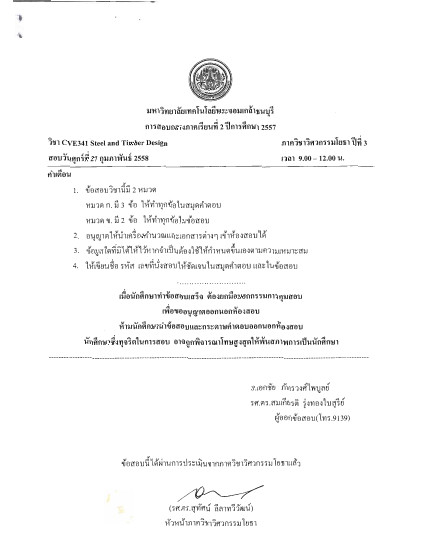 มหาวิทยาลัยเทคโนโลยีพระจอมเกล้าธนบุรี
การสอบกลางภาคเรียนที่ 2 ปีการศึกษา 2557
วิชา CVE341 Steel and Timber Design ภาควิชาวิศวกรรมโยธา ปีที่ 3
สอบวันศุกร์ที่ 27 กุมภาพันธ์ 2558 เวลา 9.00 – 12.00 น.
คำเตือน
1. ข้อสอบวิชานี้มี 2 หมวด
หมวด ก. มี 3 ข้อ ให้ทำทุกข้อในสมุดคำตอบ
หมวด ข. มี 2 ข้อ ให้ทำทุกข้อในข้อสอบ
2. อนุญาตให้นำเครื่องคำนวณและเอกสารต่างๆ เข้าห้องสอบได้
3. ข้อมูลใดที่มิได้ให้ไว้หากจำเป็นต้องใช้ให้กำหนดขึ้นเองตามความเหมาะสม
4. ให้เขียนชื่อ รหัส เลขที่นั่งสอบให้ชัดเจนในสมุดคำตอบ และในข้อสอบ
เมื่อนักศึกษาทำข้อสอบเสร็จ ต้องยกมือบอกกรรมการคุมสอบ
เพื่อขออนุญาตออกนอกห้องสอบ
ห้ามนักศึกษานำข้อสอบและกระดาษคำตอบออกนอกห้องสอบ
นักศึกษาซึ่งทุจริตในการสอบ อาจถูกพิจารณาโทษสูงสุดให้พ้นสภาพการเป็นนักศึกษา
อ.เอกชัย ภัทรวงศ์ไพบูลย์
รศ.ดร.สมเกียรติ รุ่งทองใบสุรีย์
ผู้ออกข้อสอบ(โทร.9139)
ข้อสอบนี้ได้ผ่านการประเมินจากภาควิชาวิศวกรรมโยธาแล้ว
(รศ.ดร.สุทัศน์ ลีลาทวีวัฒน์)
หัวหน้าภาควิชาวิศวกรรมโยธา